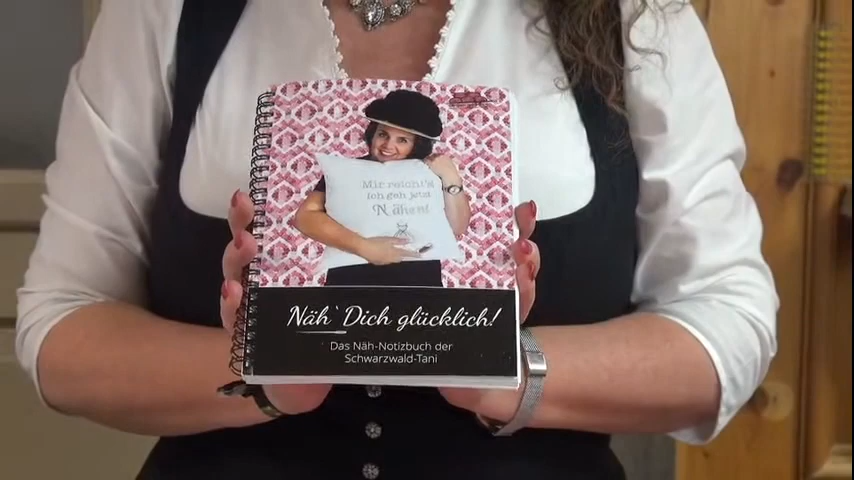 Mir reicht's
ich geh jetzt
Nähen!
Näh' Dich glücklich!
Das Näh-Notizbuch der
Schwarzwald-Tani